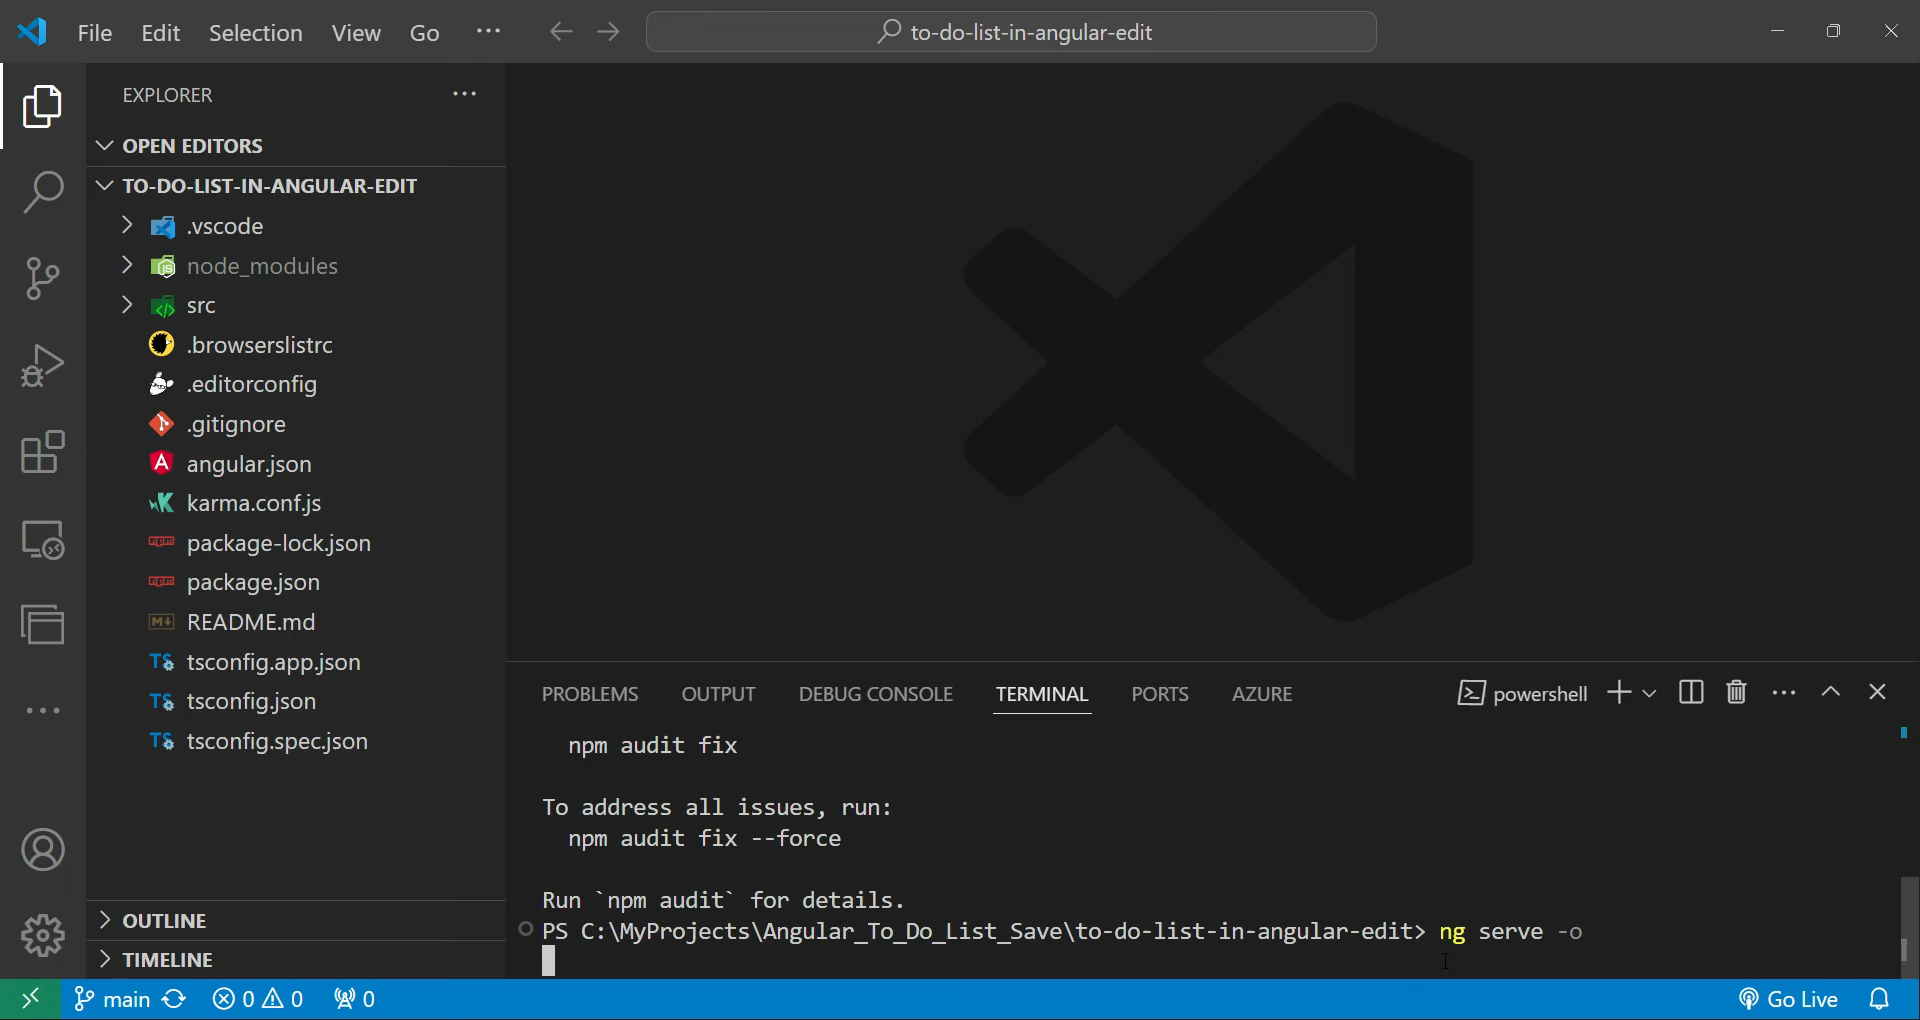 File Edit Selection View Go ···
to-do-list-in-angular-edit
EXPLORER ···
OPEN EDITORS
TO-DO-LIST-IN-ANGULAR-EDIT
.vscode
node_modules
src
.browserslistrc
.editorconfig
.gitignore
angular.json
karma.conf.js
package-lock.json
package.json
README.md
tsconfig.app.json
tsconfig.json
tsconfig.spec.json
OUTLINE
TIMELINE
PROBLEMS OUTPUT DEBUG CONSOLE TERMINAL PORTS AZURE powershell
npm audit fix
To address all issues, run:
npm audit fix --force
Run `npm audit` for details.
PS C:\MyProjects\Angular_To_Do_List_Save\to-do-list-in-angular-edit> ng serve -o
main 0 0 0 Go Live